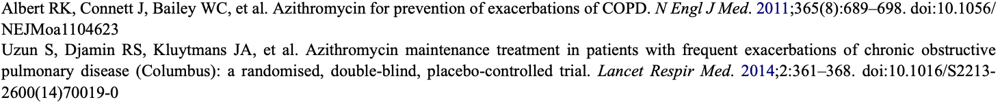 Albert RK, Connett J, Bailey WC, et al. Azithromycin for prevention of exacerbations of COPD. N Engl J Med. 2011;365(8):689–698. doi:10.1056/
NEJMoa1104623
Uzun S, Djamin RS, Kluytmans JA, et al. Azithromycin maintenance treatment in patients with frequent exacerbations of chronic obstructive
pulmonary disease (Columbus): a randomised, double-blind, placebo-controlled trial. Lancet Respir Med. 2014;2:361–368. doi:10.1016/S2213-
2600(14)70019-0